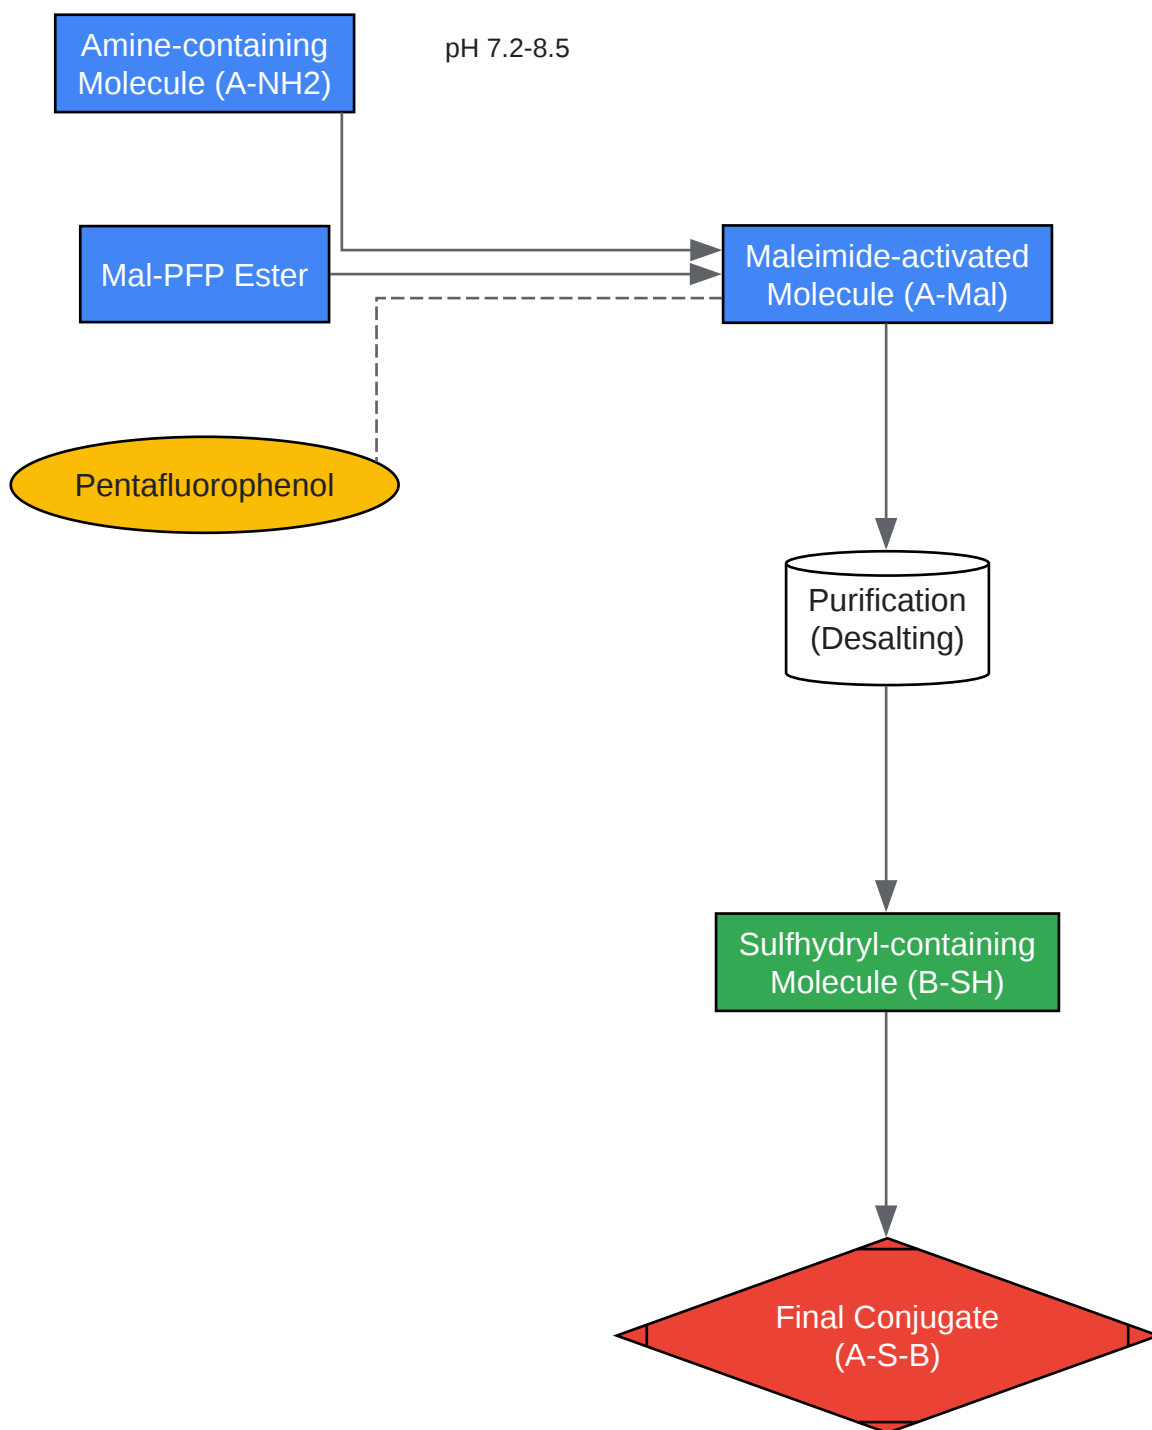 Amine-containing
Molecule (A-NH2)
pH 7.2-8.5
Mal-PFP Ester
Maleimide-activated
Molecule (A-Mal)
Pentafluorophenol
Purification
(Desalting)
Sulfhydryl-containing
Molecule (B-SH)
Final Conjugate
(A-S-B)